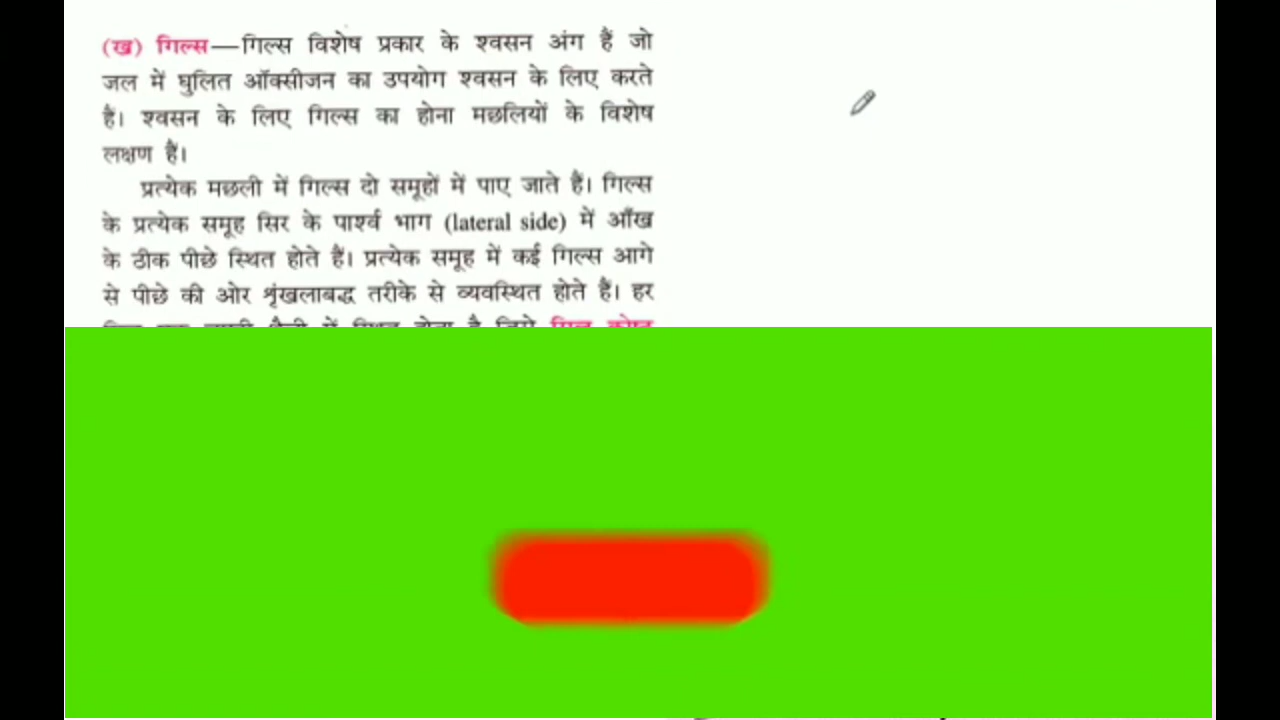 (ख) गिल्स—गिल्स विशेष प्रकार के श्वसन अंग हैं जो
जल में घुलित ऑक्सीजन का उपयोग श्वसन के लिए करते
है। श्वसन के लिए गिल्स का होना मछलियों के विशेष
लक्षण हैं।
प्रत्येक मछली में गिल्स दो समूहों में पाए जाते हैं। गिल्स
के प्रत्येक समूह सिर के पार्श्व भाग (lateral side) में आँख
के ठीक पीछे स्थित होते हैं। प्रत्येक समूह में कई गिल्स आगे
से पीछे की ओर शृंखलाबद्ध तरीके से व्यवस्थित होते हैं। हर